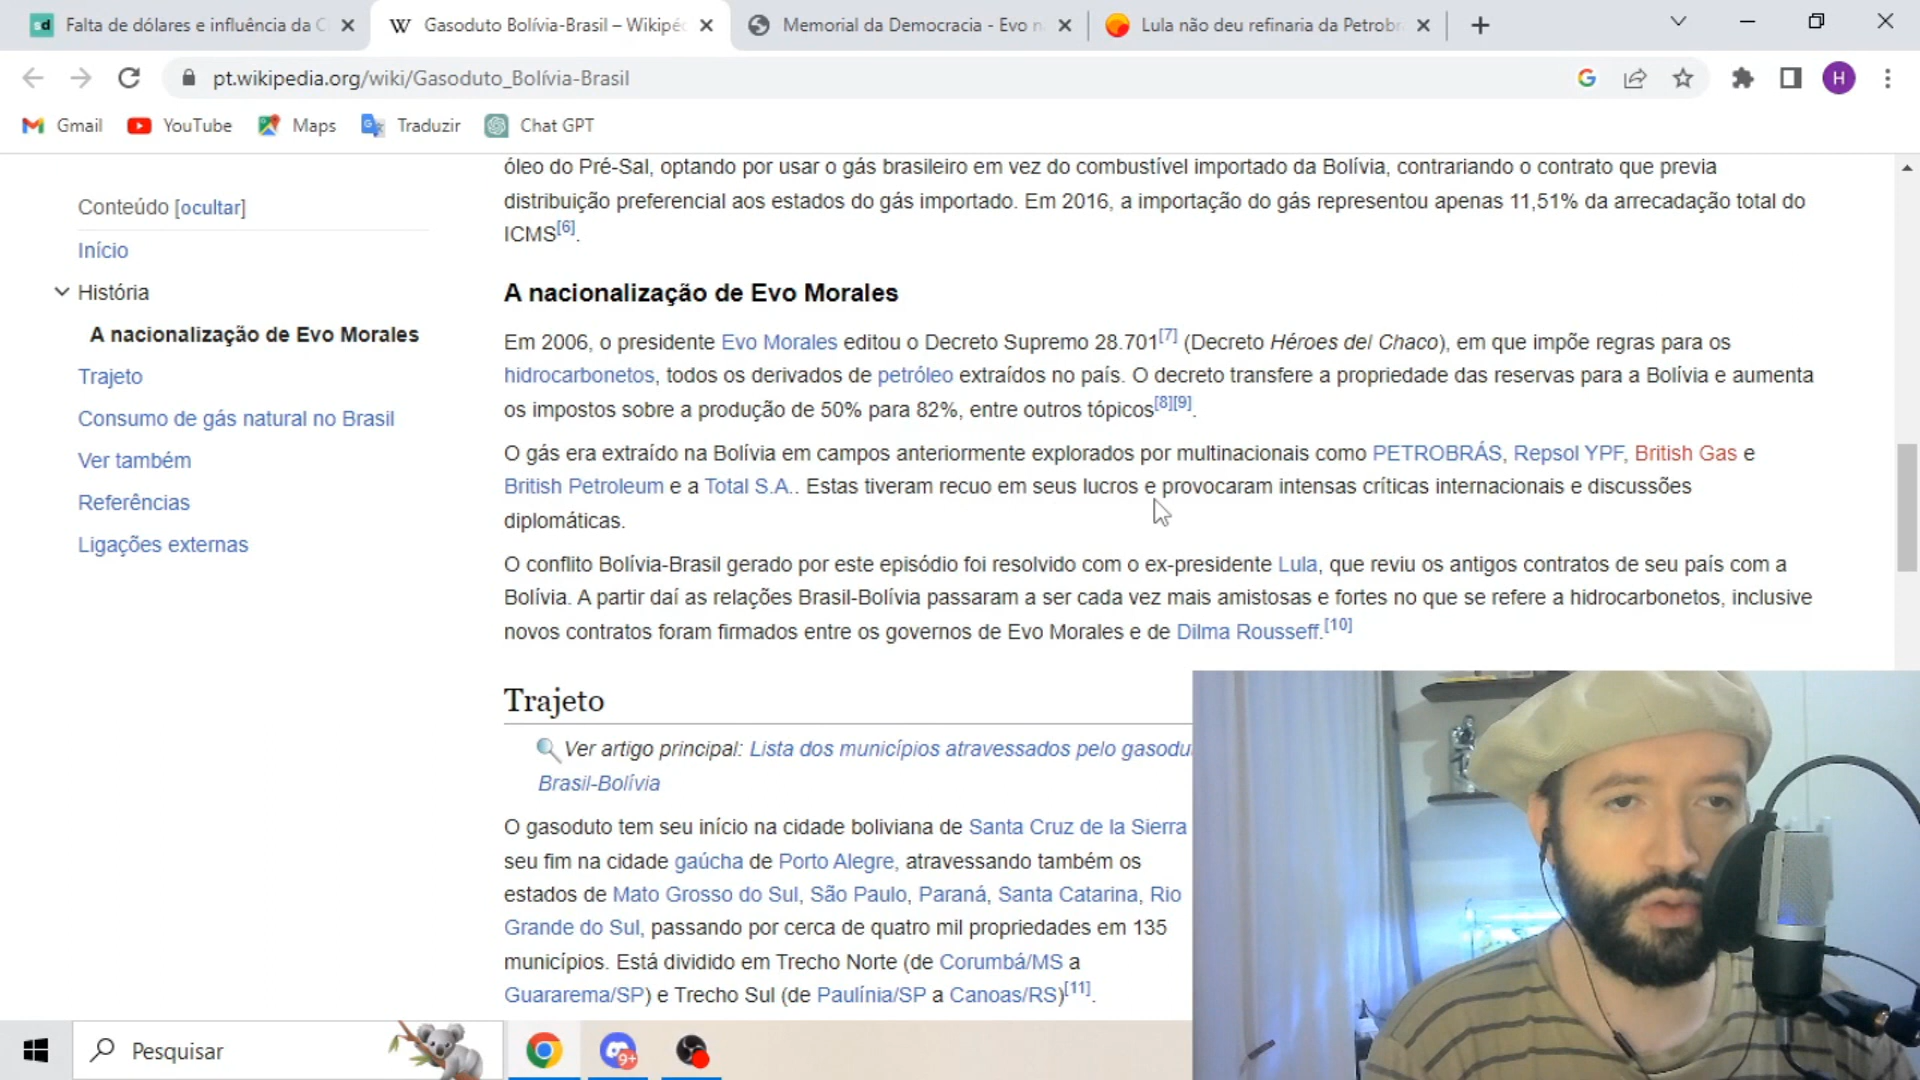 Falta de dólares e influência da C
Gasoduto Bolívia-Brasil – Wikipéd
Memorial da Democracia - Evo n
Lula não deu refinaria da Petrobr
pt.wikipedia.org/wiki/Gasoduto_Bolívia-Brasil
H
Gmail
YouTube
Maps
Traduzir
Chat GPT
óleo do Pré-Sal, optando por usar o gás brasileiro em vez do combustível importado da Bolívia, contrariando o contrato que previa
distribuição preferencial aos estados do gás importado. Em 2016, a importação do gás representou apenas 11,51% da arrecadação total do
ICMS[6].
Conteúdo [ocultar]
Início
História
A nacionalização de Evo Morales
Trajeto
Consumo de gás natural no Brasil
Ver também
Referências
Ligações externas
A nacionalização de Evo Morales
Em 2006, o presidente Evo Morales editou o Decreto Supremo 28.701[7] (Decreto Héroes del Chaco), em que impõe regras para os
hidrocarbonetos, todos os derivados de petróleo extraídos no país. O decreto transfere a propriedade das reservas para a Bolívia e aumenta
os impostos sobre a produção de 50% para 82%, entre outros tópicos[8][9].
O gás era extraído na Bolívia em campos anteriormente explorados por multinacionais como PETROBRÁS, Repsol YPF, British Gas e
British Petroleum e a Total S.A.. Estas tiveram recuo em seus lucros e provocaram intensas críticas internacionais e discussões
diplomáticas.
O conflito Bolívia-Brasil gerado por este episódio foi resolvido com o ex-presidente Lula, que reviu os antigos contratos de seu país com a
Bolívia. A partir daí as relações Brasil-Bolívia passaram a ser cada vez mais amistosas e fortes no que se refere a hidrocarbonetos, inclusive
novos contratos foram firmados entre os governos de Evo Morales e de Dilma Rousseff.[10]
Trajeto
Ver artigo principal: Lista dos municípios atravessados pelo gasodu
Brasil-Bolívia
O gasoduto tem seu início na cidade boliviana de Santa Cruz de la Sierra
seu fim na cidade gaúcha de Porto Alegre, atravessando também os
estados de Mato Grosso do Sul, São Paulo, Paraná, Santa Catarina, Rio
Grande do Sul, passando por cerca de quatro mil propriedades em 135
municípios. Está dividido em Trecho Norte (de Corumbá/MS a
Guararema/SP) e Trecho Sul (de Paulínia/SP a Canoas/RS)[11].
Pesquisar
9+